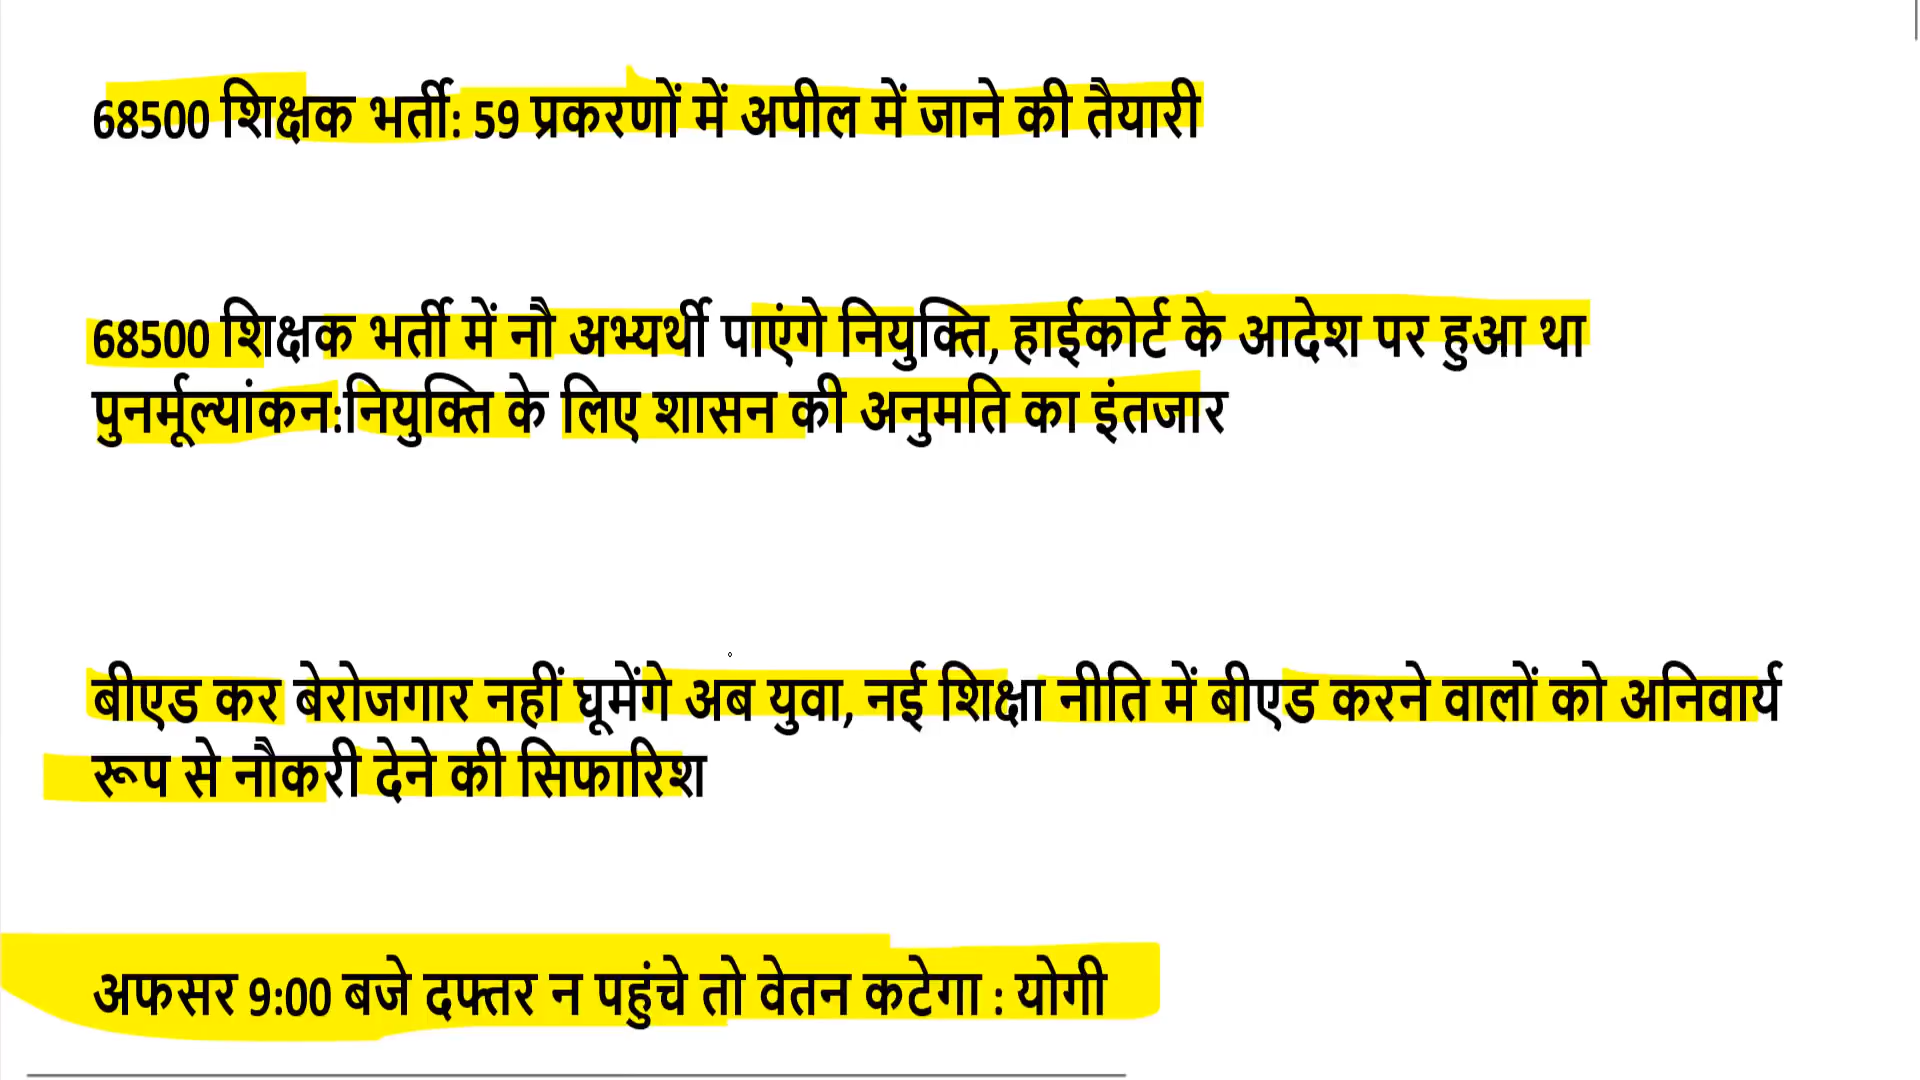 68500 शिक्षक भर्ती: 59 प्रकरणों में अपील में जाने की तैयारी
68500 शिक्षक भर्ती में नौ अभ्यर्थी पाएंगे नियुक्ति, हाईकोर्ट के आदेश पर हुआ था
पुनर्मूल्यांकन:नियुक्ति के लिए शासन की अनुमति का इंतजार
बीएड कर बेरोजगार नहीं घूमेंगे अब युवा, नई शिक्षा नीति में बीएड करने वालों को अनिवार्य
रूप से नौकरी देने की सिफारिश
अफसर 9:00 बजे दफ्तर न पहुंचे तो वेतन कटेगा : योगी